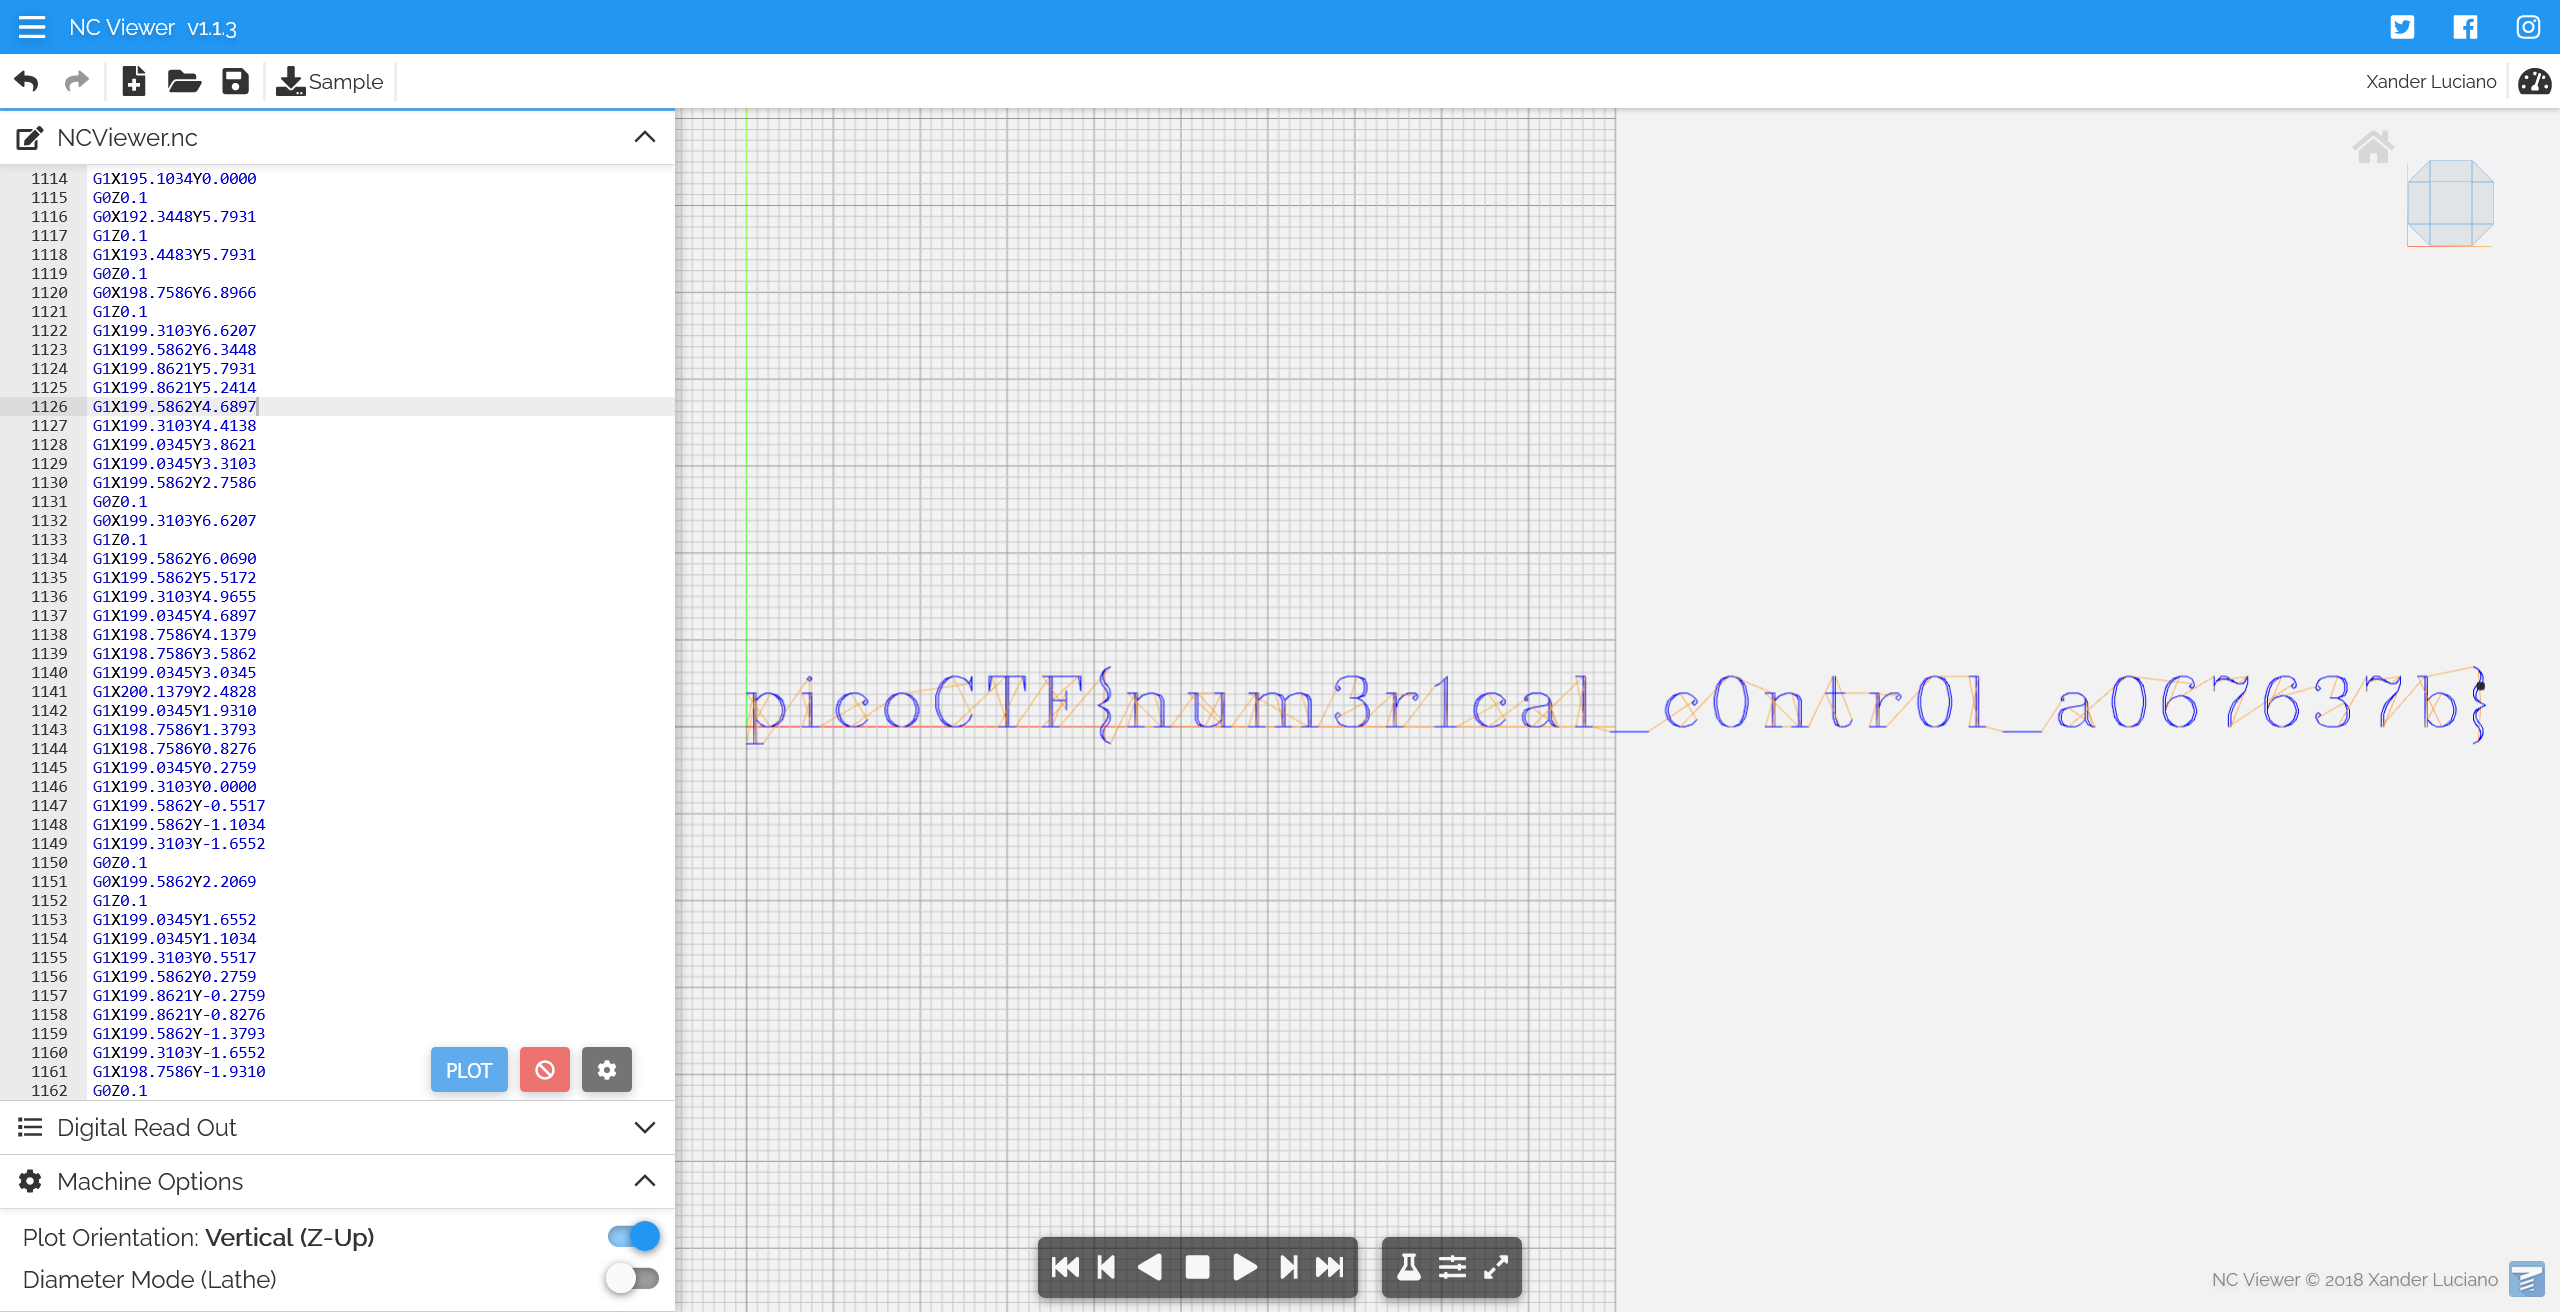 NC Viewer v1.1.3
Sample
Xander Luciano
NCViewer.nc
1114 G1X195.1034Y0.0000
1115 G0Z0.1
1116 G0X192.3448Y5.7931
1117 G1Z0.1
1118 G1X193.4483Y5.7931
1119 G0Z0.1
1120 G0X198.7586Y6.8966
1121 G1Z0.1
1122 G1X199.3103Y6.6207
1123 G1X199.5862Y6.3448
1124 G1X199.8621Y5.7931
1125 G1X199.8621Y5.2414
1126 G1X199.5862Y4.6897
1127 G1X199.3103Y4.4138
1128 G1X199.0345Y3.8621
1129 G1X199.0345Y3.3103
1130 G1X199.5862Y2.7586
1131 G0Z0.1
1132 G0X199.3103Y6.6207
1133 G1Z0.1
1134 G1X199.5862Y6.0690
1135 G1X199.5862Y5.5172
1136 G1X199.3103Y4.9655
1137 G1X199.0345Y4.6897
1138 G1X198.7586Y4.1379
1139 G1X198.7586Y3.5862
1140 G1X199.0345Y3.0345
1141 G1X200.1379Y2.4828
1142 G1X199.0345Y1.9310
1143 G1X198.7586Y1.3793
1144 G1X198.7586Y0.8276
1145 G1X199.0345Y0.2759
1146 G1X199.3103Y0.0000
1147 G1X199.5862Y-0.5517
1148 G1X199.5862Y-1.1034
1149 G1X199.3103Y-1.6552
1150 G0Z0.1
1151 G0X199.5862Y2.2069
1152 G1Z0.1
1153 G1X199.0345Y1.6552
1154 G1X199.0345Y1.1034
1155 G1X199.3103Y0.5517
1156 G1X199.5862Y0.2759
1157 G1X199.8621Y-0.2759
1158 G1X199.8621Y-0.8276
1159 G1X199.5862Y-1.3793
1160 G1X199.3103Y-1.6552
1161 G1X198.7586Y-1.9310
1162 G0Z0.1
PLOT
Digital Read Out
Machine Options
Plot Orientation: Vertical (Z-Up)
Diameter Mode (Lathe)
picoCTF{num3r1cal_c0ntr0l_a067637b}
NC Viewer © 2018 Xander Luciano